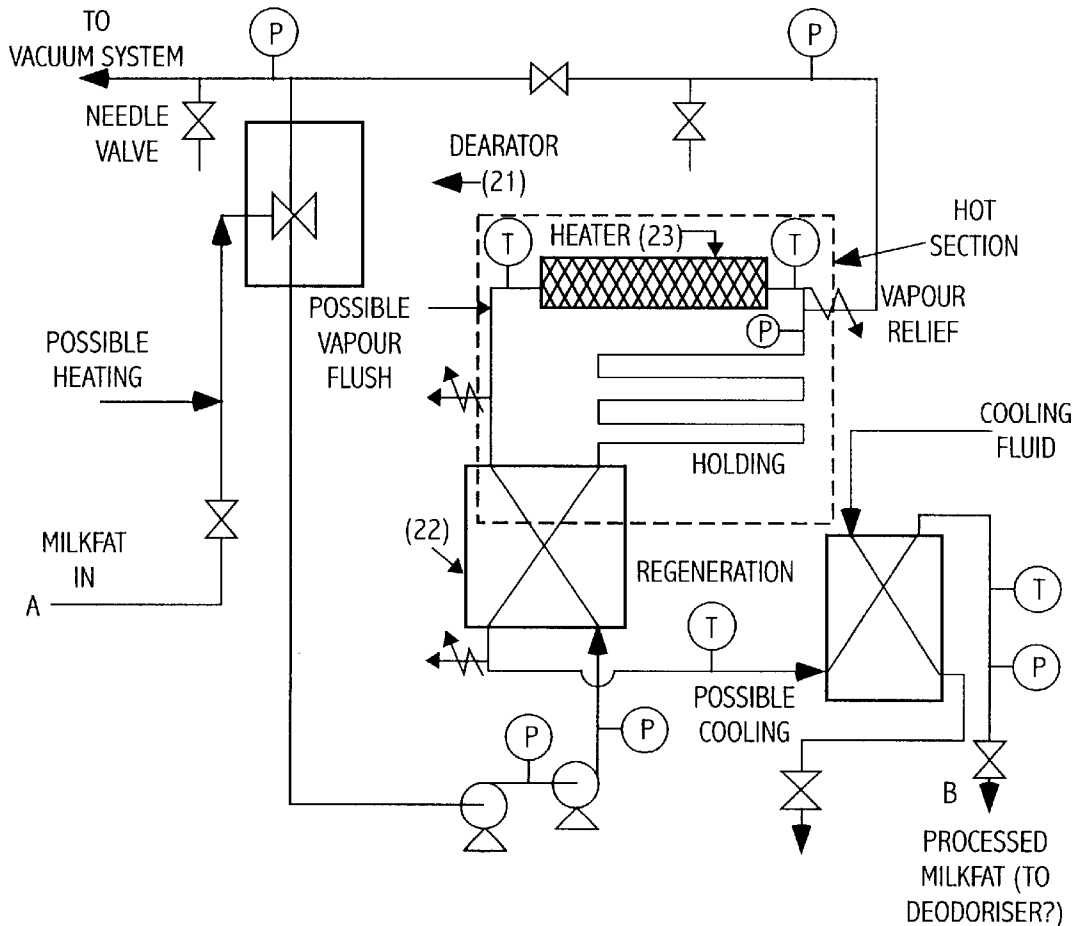 TO
VACUUM SYSTEM
P
P
NEEDLE
VALVE
DEARATOR
(21)
T
HEATER (23)
T
HOT
SECTION
POSSIBLE
VAPOUR
FLUSH
P
VAPOUR
RELIEF
POSSIBLE
HEATING
HOLDING
COOLING
FLUID
(22)
MILKFAT
IN
A
REGENERATION
T
T
P
POSSIBLE
COOLING
P
P
B
PROCESSED
MILKFAT (TO
DEODORISER?)